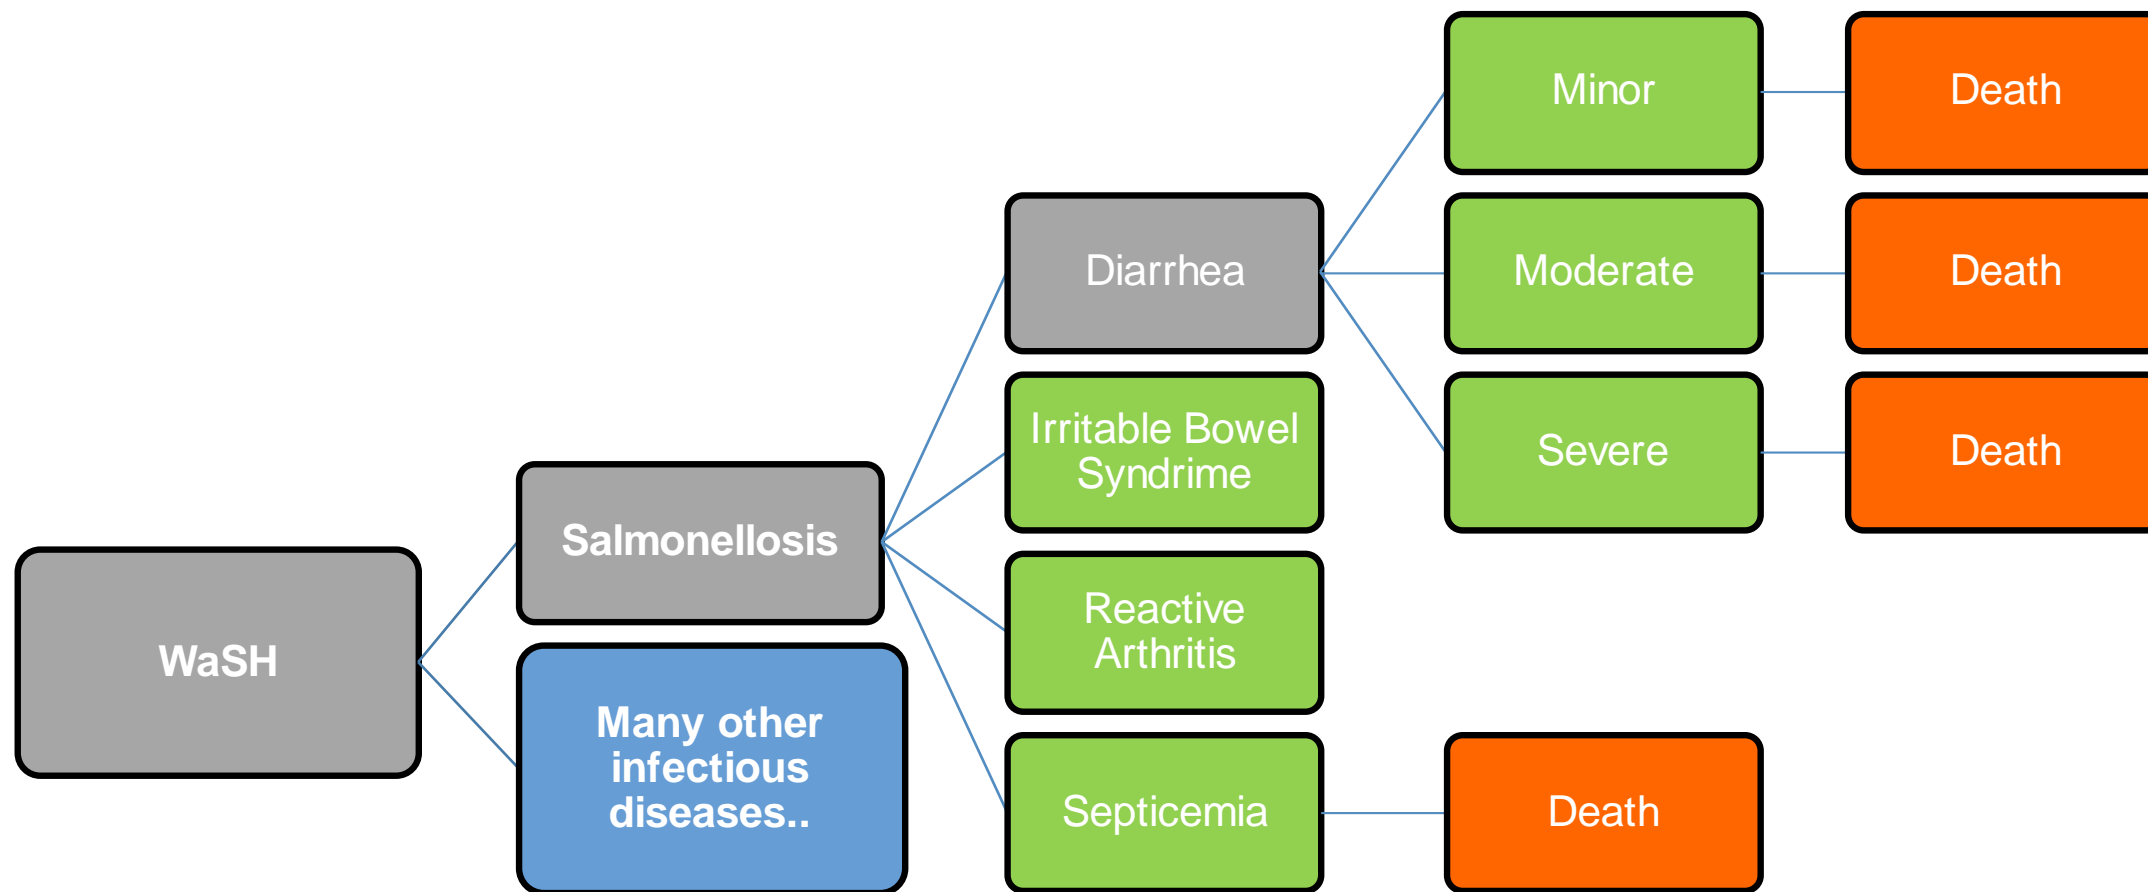 WaSH
Salmonellosis
Many other
infectious
diseases..
Diarrhea
Irritable Bowel
Syndrime
Reactive
Arthritis
Septicemia
Minor
Moderate
Severe
Death
Death
Death
Death